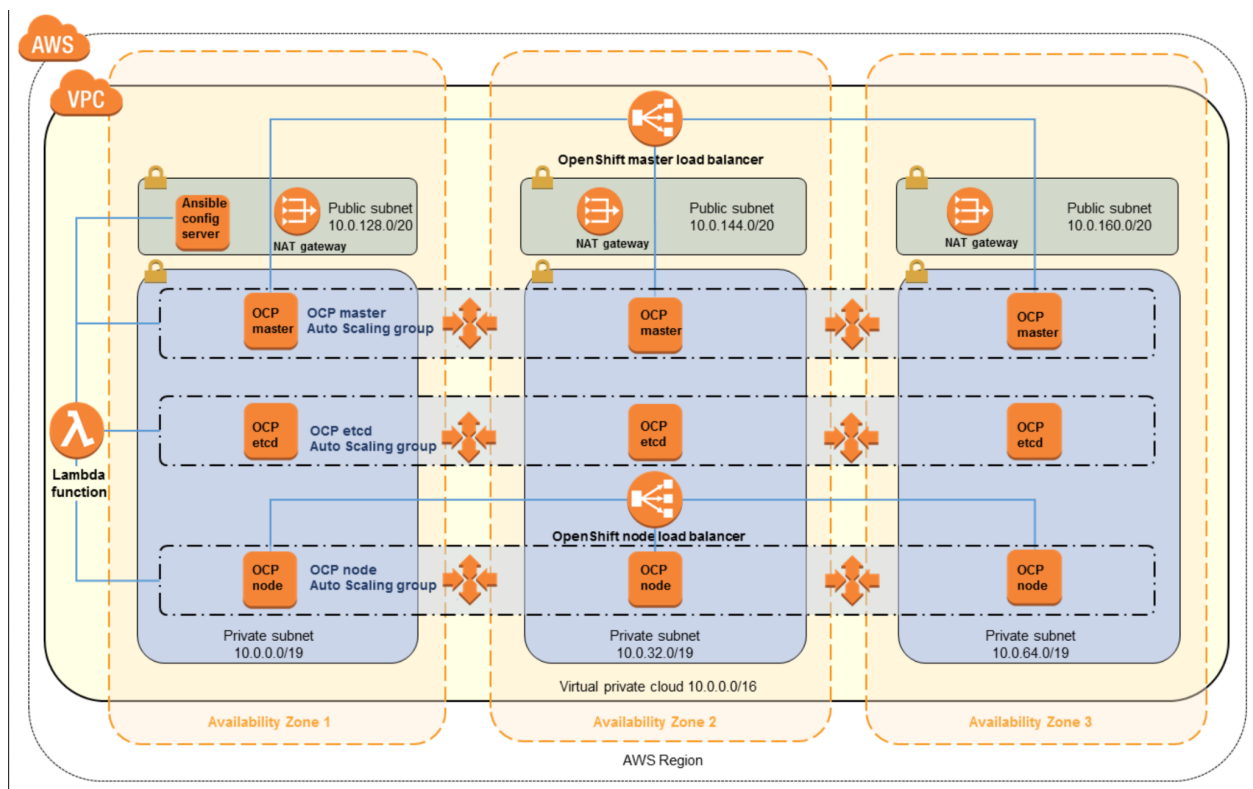 AWS
VPC
OpenShift master load balancer
Ansible
config
server
NAT gateway
Public subnet
10.0.128.0/20
NAT gateway
Public subnet
10.0.144.0/20
NAT gateway
Public subnet
10.0.160.0/20
OCP
master
OCP master
Auto Scaling group
OCP
master
OCP
master
λ
Lambda
function
OCP
etcd
OCP etcd
Auto Scaling group
OCP
etcd
OCP
etcd
OpenShift node load balancer
OCP
node
OCP node
Auto Scaling group
OCP
node
OCP
node
Private subnet
10.0.0.0/19
Private subnet
10.0.32.0/19
Private subnet
10.0.64.0/19
Virtual private cloud 10.0.0.0/16
Availability Zone 1
Availability Zone 2
Availability Zone 3
AWS Region